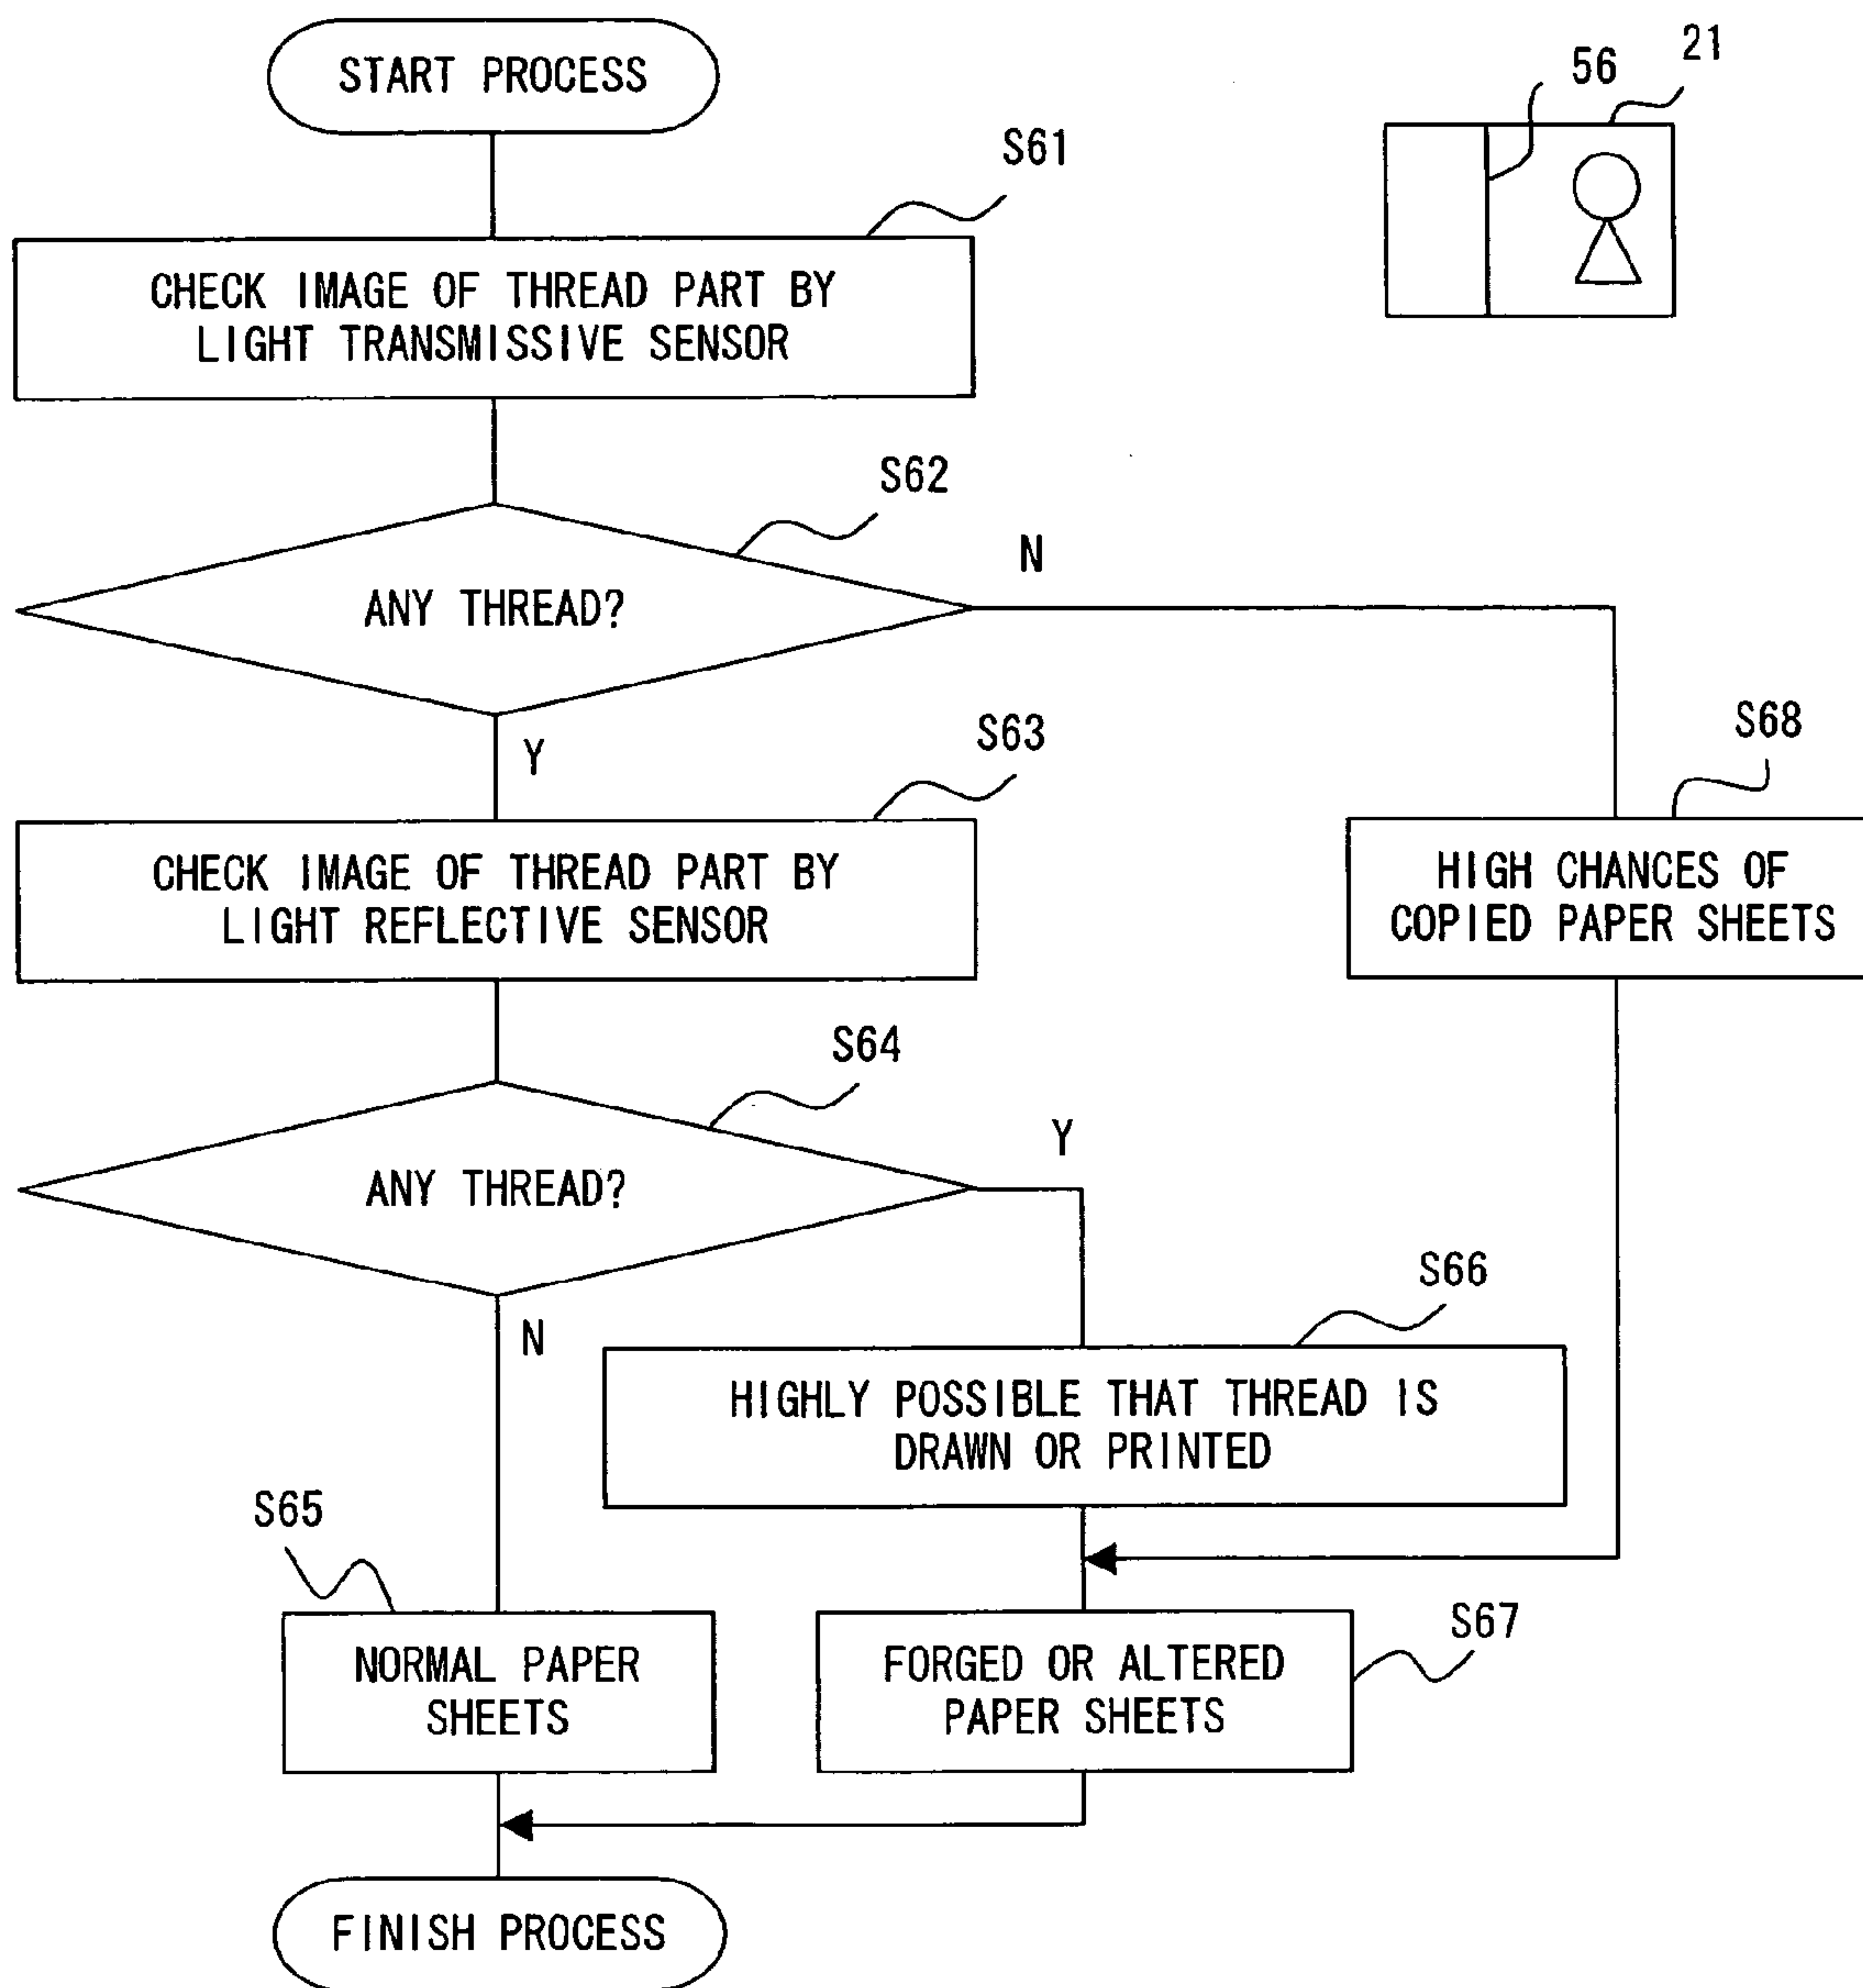 START PROCESS
21
56
S61
CHECK IMAGE OF THREAD PART BY
LIGHT TRANSMISSIVE SENSOR
S62
N
ANY THREAD?
Y
S63
S68
CHECK IMAGE OF THREAD PART BY
LIGHT REFLECTIVE SENSOR
HIGH CHANCES OF
COPIED PAPER SHEETS
S64
Y
ANY THREAD?
S66
N
HIGHLY POSSIBLE THAT THREAD IS
DRAWN OR PRINTED
S65
S67
NORMAL PAPER
SHEETS
FORGED OR ALTERED
PAPER SHEETS
FINISH PROCESS